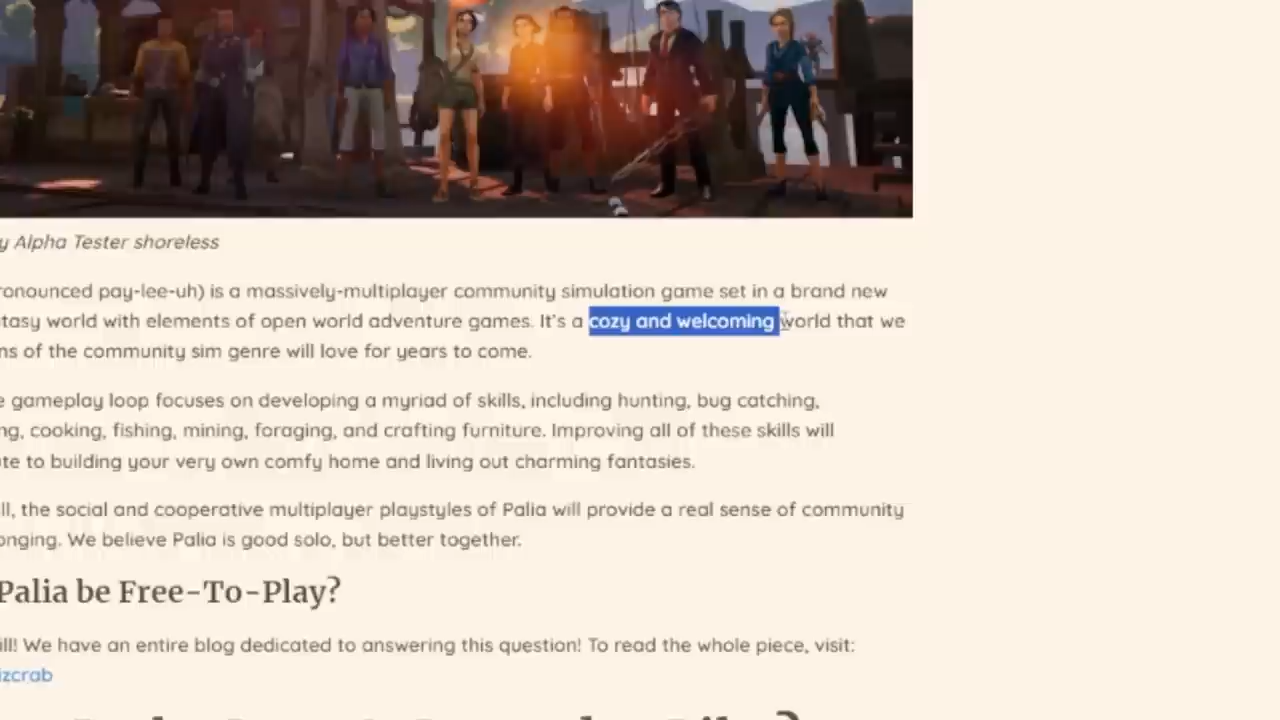 y Alpha Tester shoreless
ronounced pay-lee-uh) is a massively-multiplayer community simulation game set in a brand new
tasy world with elements of open world adventure games. It's a cozy and welcoming world that we
ns of the community sim genre will love for years to come.
e gameplay loop focuses on developing a myriad of skills, including hunting, bug catching,
ng, cooking, fishing, mining, foraging, and crafting furniture. Improving all of these skills will
te to building your very own comfy home and living out charming fantasies.
ll, the social and cooperative multiplayer playstyles of Palia will provide a real sense of community
onging. We believe Palia is good solo, but better together.
Palia be Free-To-Play?
ill! We have an entire blog dedicated to answering this question! To read the whole piece, visit:
izcrab